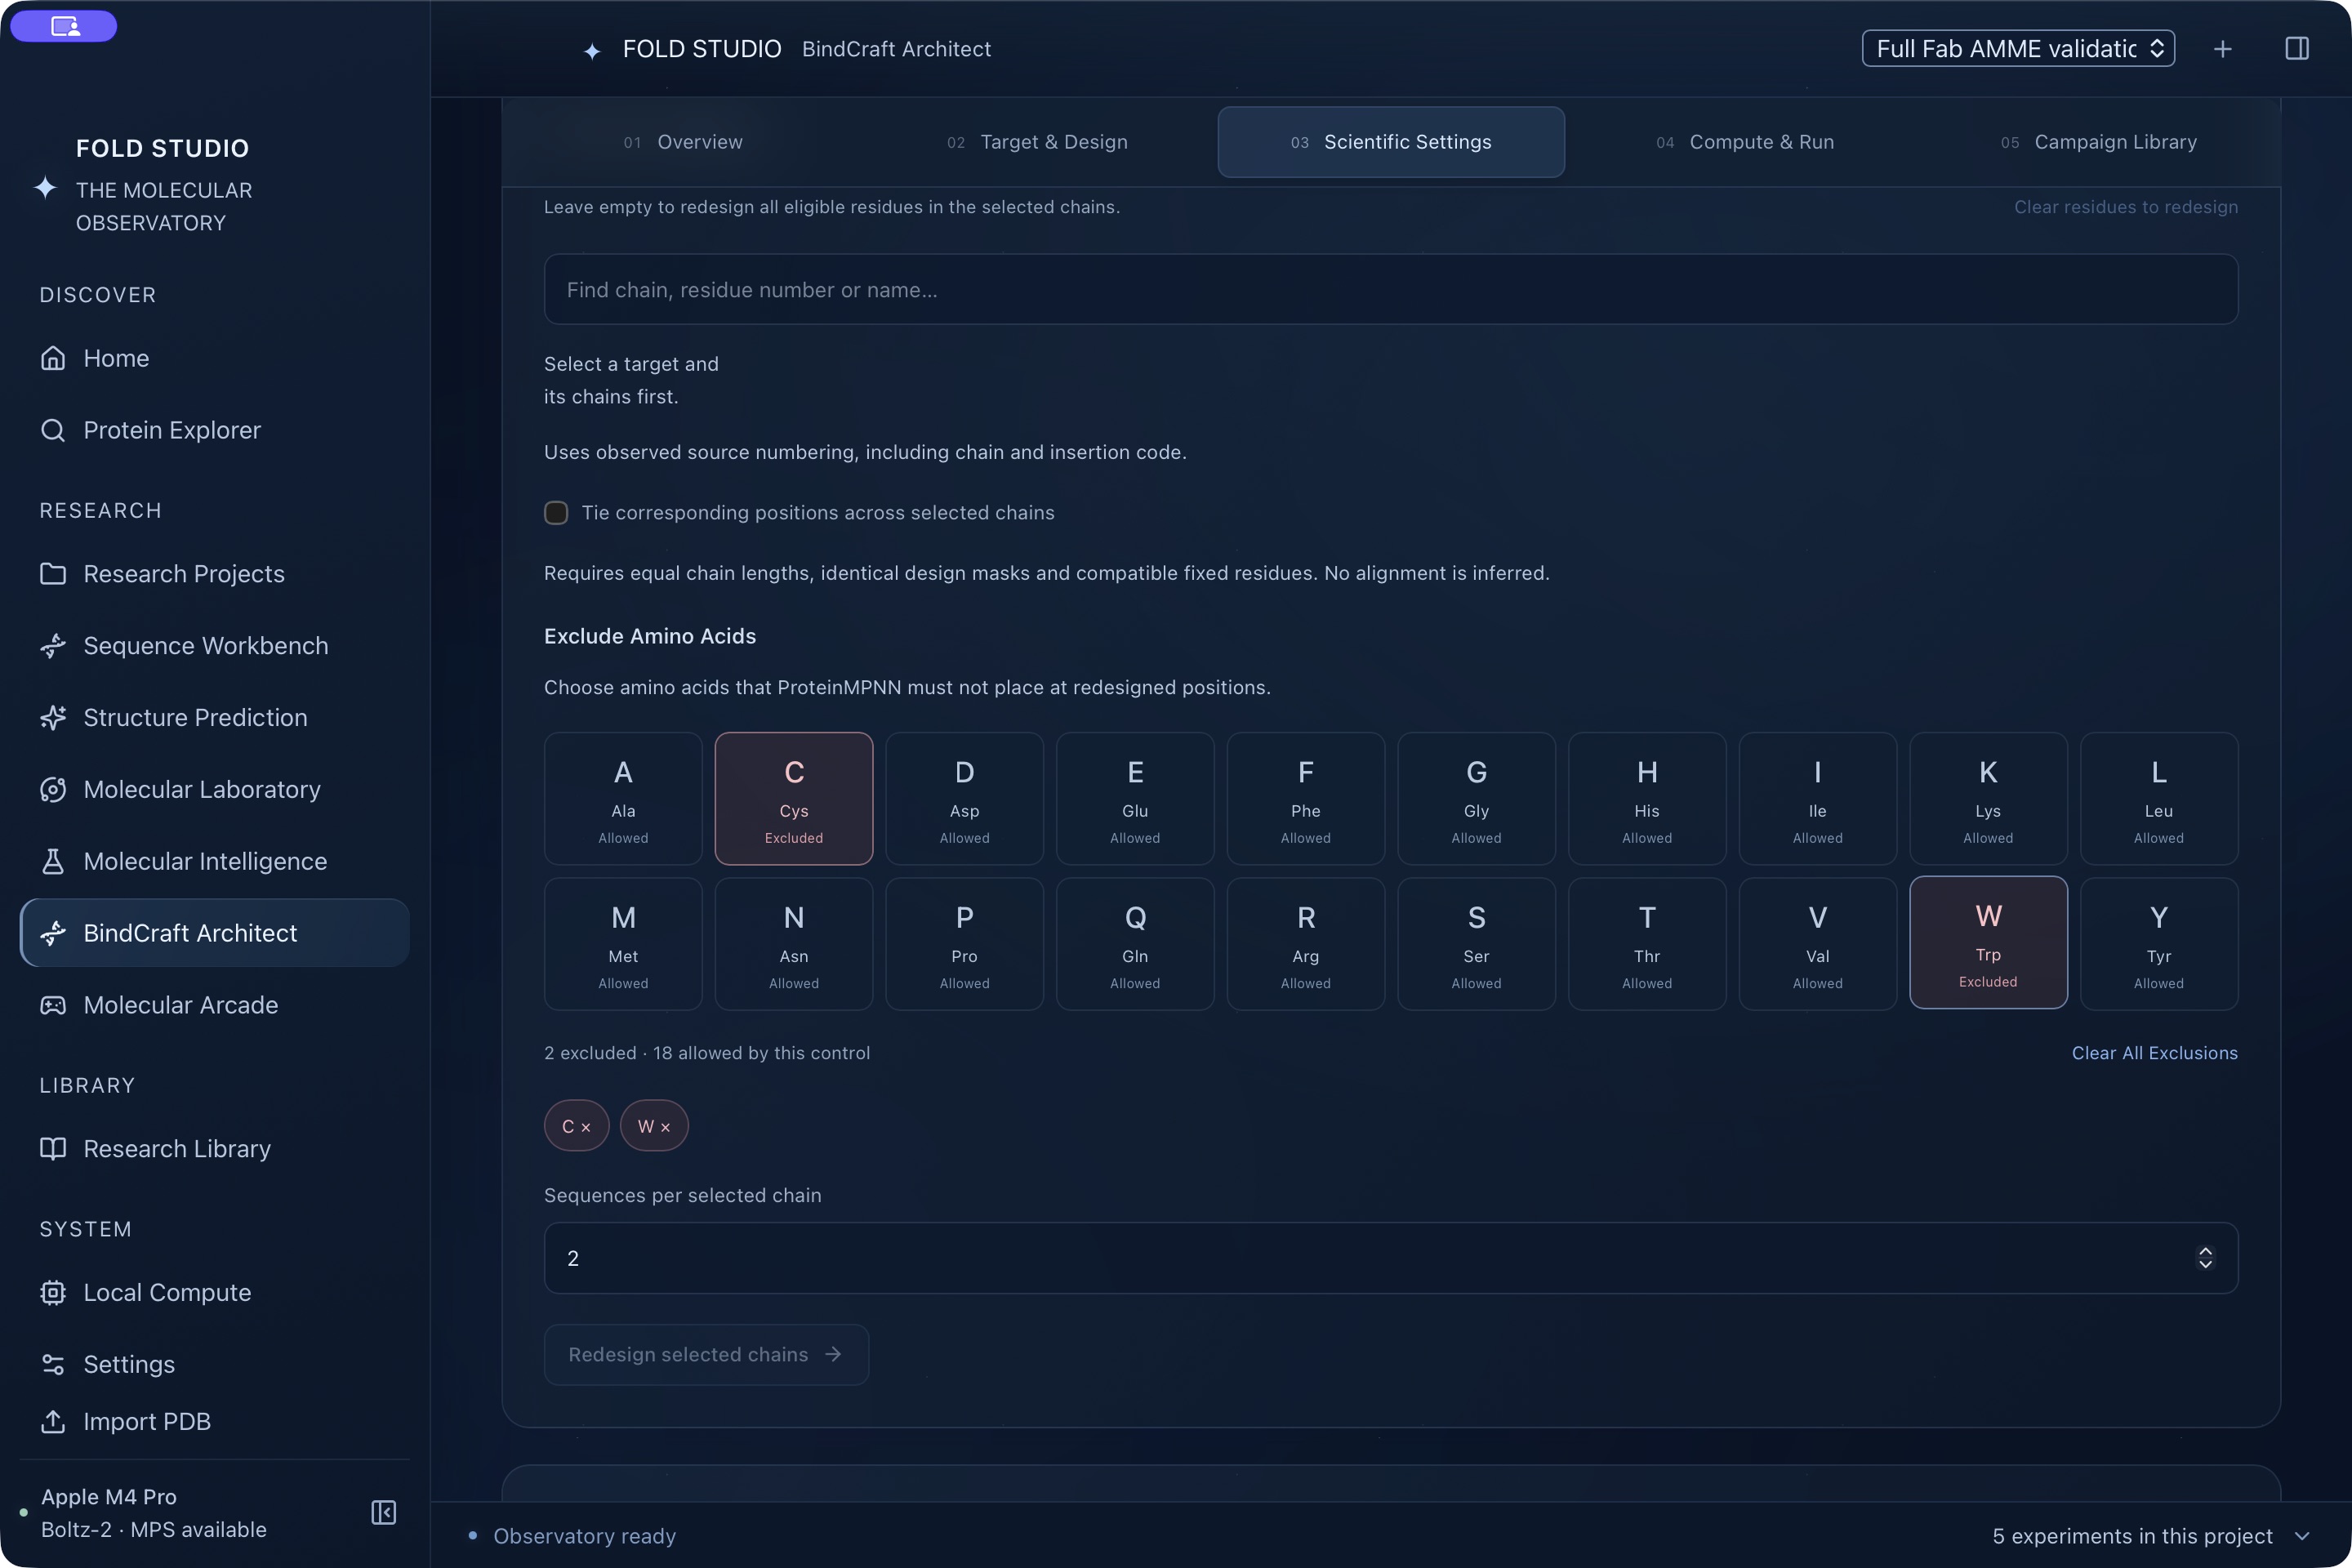 FOLD STUDIO
THE MOLECULAR
OBSERVATORY
DISCOVER
Home
Protein Explorer
RESEARCH
Research Projects
Sequence Workbench
Structure Prediction
Molecular Laboratory
Molecular Intelligence
BindCraft Architect
Molecular Arcade
LIBRARY
Research Library
SYSTEM
Local Compute
Settings
Import PDB
Apple M4 Pro
Boltz-2 · MPS available
FOLD STUDIO BindCraft Architect
Full Fab AMME validatic
01 Overview
02 Target & Design
03 Scientific Settings
04 Compute & Run
05 Campaign Library
Leave empty to redesign all eligible residues in the selected chains.
Clear residues to redesign
Find chain, residue number or name...
Select a target and
its chains first.
Uses observed source numbering, including chain and insertion code.
Tie corresponding positions across selected chains
Requires equal chain lengths, identical design masks and compatible fixed residues. No alignment is inferred.
Exclude Amino Acids
Choose amino acids that ProteinMPNN must not place at redesigned positions.
A C D E F G H I K L
Ala Cys Asp Glu Phe Gly His Ile Lys Leu
Allowed Excluded Allowed Allowed Allowed Allowed Allowed Allowed Allowed Allowed
M N P Q R S T V W Y
Met Asn Pro Gln Arg Ser Thr Val Trp Tyr
Allowed Allowed Allowed Allowed Allowed Allowed Allowed Allowed Excluded Allowed
2 excluded · 18 allowed by this control
Clear All Exclusions
C × W ×
Sequences per selected chain
2
Redesign selected chains →
Observatory ready
5 experiments in this project